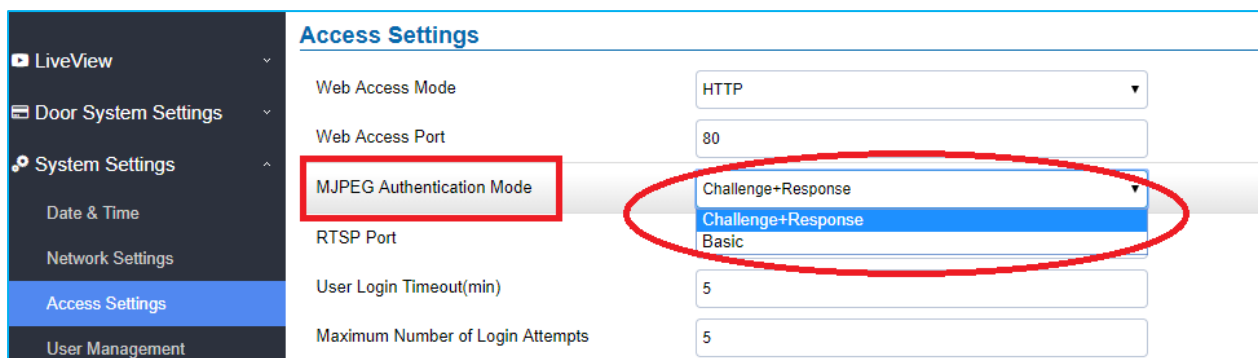 Access Settings
LiveView
Door System Settings
System Settings
Date & Time
Network Settings
Access Settings
User Management
Web Access Mode
HTTP
Web Access Port
80
MJPEG Authentication Mode
Challenge+Response
Challenge+Response
Basic
RTSP Port
User Login Timeout(min)
5
Maximum Number of Login Attempts
5